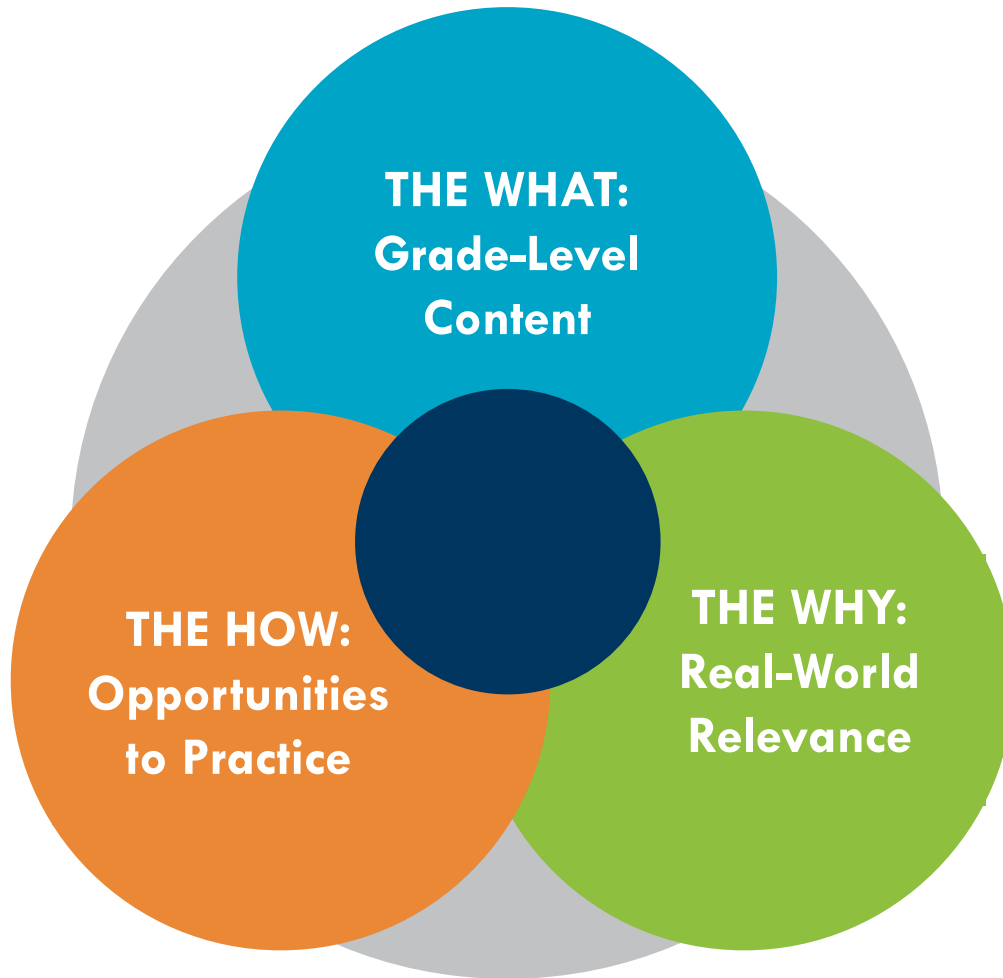 THE WHAT:
Grade-Level
Content
THE HOW:
Opportunities
to Practice
THE WHY:
Real-World
Relevance